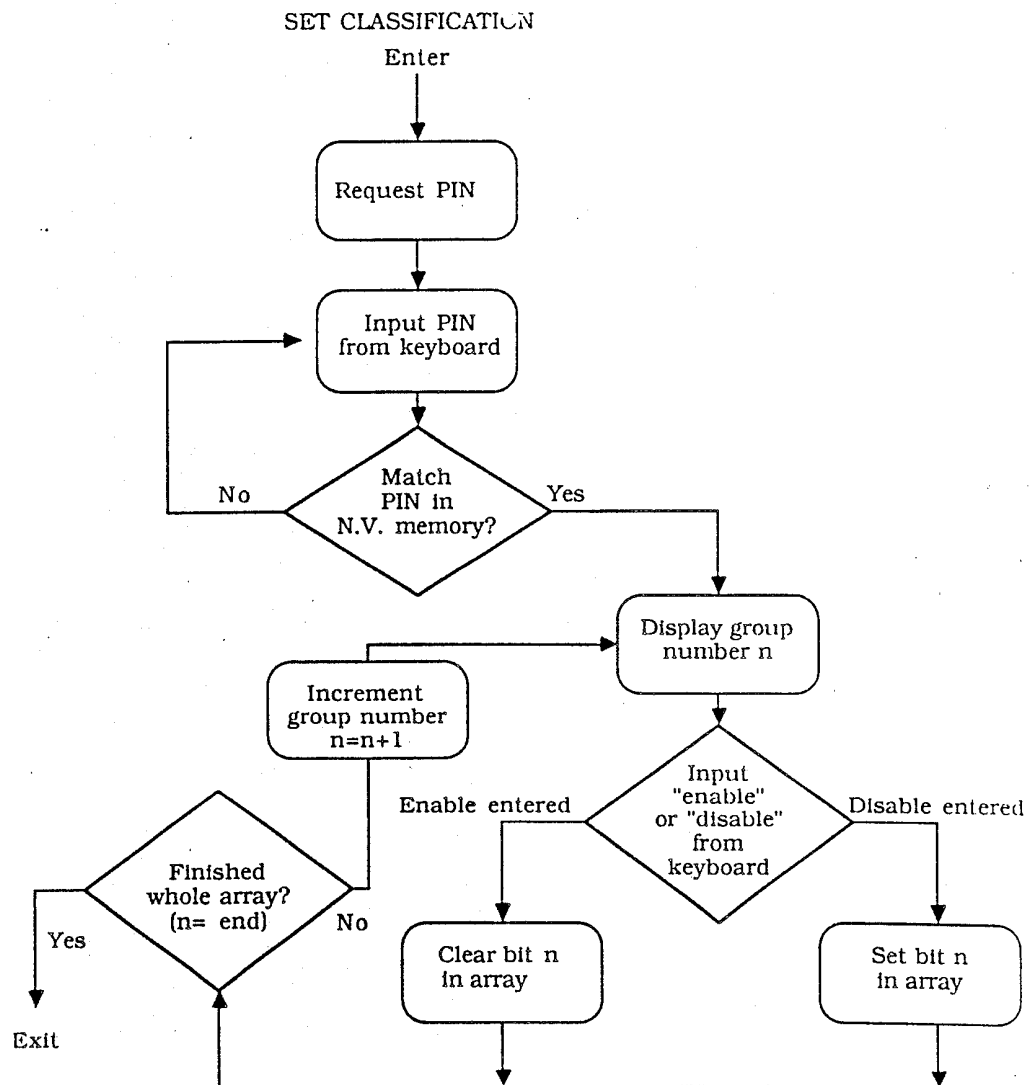 SET CLASSIFICATION
Enter
Request PIN
Input PIN
from keyboard
Match
PIN in
N.V. memory?
No
Yes
Display group
number n
Increment
group number
n=n+1
Input
"enable"
or "disable"
from
keyboard
Enable entered
Disable entered
Finished
whole array?
(n= end)
Yes
No
Clear bit n
in array
Set bit n
in array
Exit